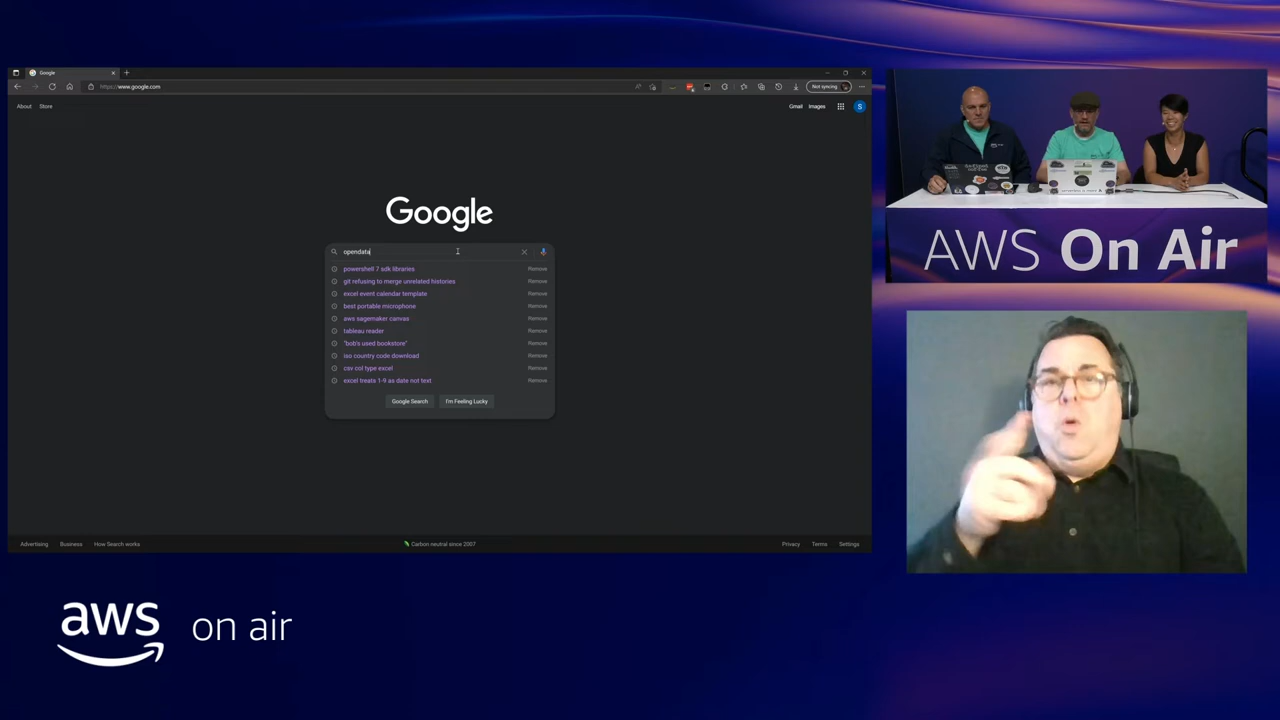 Google
https://www.google.com
Not syncing
About Store
Gmail Images
S
Google
opendata
powershell 7 sdk libraries Remove
git refusing to merge unrelated histories Remove
excel event calendar template Remove
best portable microphone Remove
aws sagemaker canvas Remove
tableau reader Remove
"bob's used bookstore" Remove
iso country code download Remove
csv col type excel Remove
excel treats 1-9 as date not text Remove
Google Search I'm Feeling Lucky
Advertising Business How Search works
Carbon neutral since 2007
Privacy Terms Settings
AWS On Air
aws on air